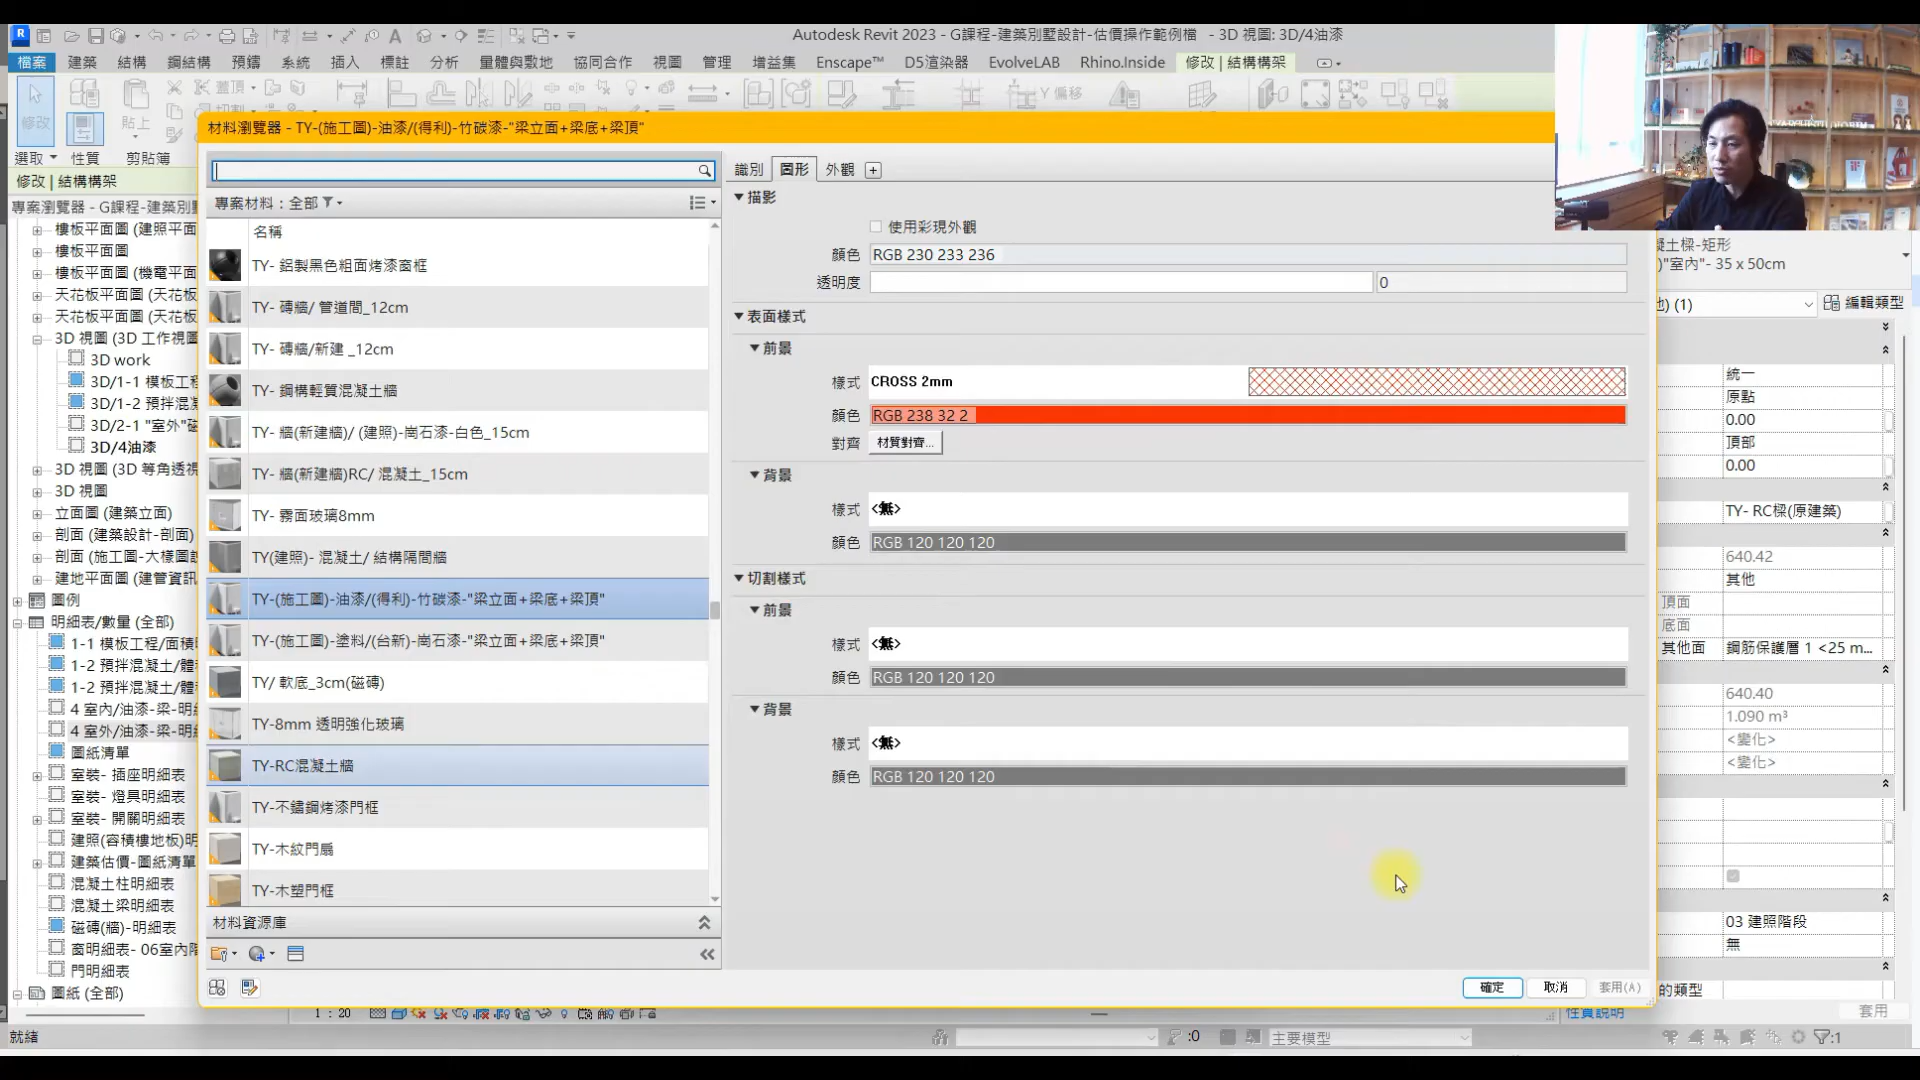 Autodesk Revit 2023 - G課程-建築別墅設計-估價操作範例檔 - 3D 視圖: 3D/4油漆
檔案 建築 結構 鋼結構 預鑄 系統 插入 標註 分析 量體與敷地 協同合作 視圖 管理 增益集 Enscape™ D5渲染器 EvolveLAB Rhino.Inside 修改 | 結構構架
修改 貼上 蓋頂 切割 Y 偏移
選取 性質 剪貼簿
修改 | 結構構架
專案瀏覽器 - G課程-建築別
樓板平面圖 (建照平面
樓板平面圖
樓板平面圖 (機電平面
天花板平面圖 (天花板
天花板平面圖 (天花板
3D 視圖 (3D 工作視圖
3D work
3D/1-1 模板工程
3D/1-2 預拌混凝
3D/2-1 "室外"磁
3D/4油漆
3D 視圖 (3D 等角透視
3D 視圖
立面圖 (建築立面)
剖面 (建築設計-剖面)
剖面 (施工圖-大樣圖
建地平面圖 (建管資訊
圖例
明細表/數量 (全部)
1-1 模板工程/面積
1-2 預拌混凝土/體
1-2 預拌混凝土/體
4 室內/油漆-梁-明
4 室外/油漆-梁-明
圖紙清單
室裝- 插座明細表
室裝- 燈具明細表
室裝- 開關明細表
建照(容積樓地板)明
建築估價-圖紙清單
混凝土柱明細表
混凝土梁明細表
磁磚(牆)-明細表
窗明細表- 06室內
門明細表
圖紙 (全部)
就緒
材料瀏覽器 - TY-(施工圖)-油漆/(得利)-竹碳漆-"梁立面+梁底+梁頂"
專案材料：全部
名稱
TY- 鋁製黑色粗面烤漆窗框
TY- 磚牆/ 管道間_12cm
TY- 磚牆/新建 _12cm
TY- 鋼構輕質混凝土牆
TY- 牆(新建牆)/ (建照)-崗石漆-白色_15cm
TY- 牆(新建牆)RC/ 混凝土_15cm
TY- 霧面玻璃8mm
TY(建照)- 混凝土/ 結構隔間牆
TY-(施工圖)-油漆/(得利)-竹碳漆-"梁立面+梁底+梁頂"
TY-(施工圖)-塗料/(台新)-崗石漆-"梁立面+梁底+梁頂"
TY/ 軟底_3cm(磁磚)
TY-8mm 透明強化玻璃
TY-RC混凝土牆
TY-不鏽鋼烤漆門框
TY-木紋門扇
TY-木塑門框
材料資源庫
識別 圖形 外觀 +
描影
使用彩現外觀
顏色 RGB 230 233 236
透明度 0
表面樣式
前景
樣式 CROSS 2mm
顏色 RGB 238 32 2
對齊 材質對齊...
背景
樣式 <無>
顏色 RGB 120 120 120
切割樣式
前景
樣式 <無>
顏色 RGB 120 120 120
背景
樣式 <無>
顏色 RGB 120 120 120
確定 取消 套用(A)
凝土樑-矩形
)"室內"- 35 x 50cm
(1) 編輯類型
統一
原點
0.00
頂部
0.00
TY- RC樑(原建築)
640.42
其他
頂面
底面
其他面 鋼筋保護層 1 <25 m...
640.40
1.090 m³
<變化>
<變化>
03 建照階段
無
的類型
性質說明 套用
1 : 20
:0 主要模型 :1